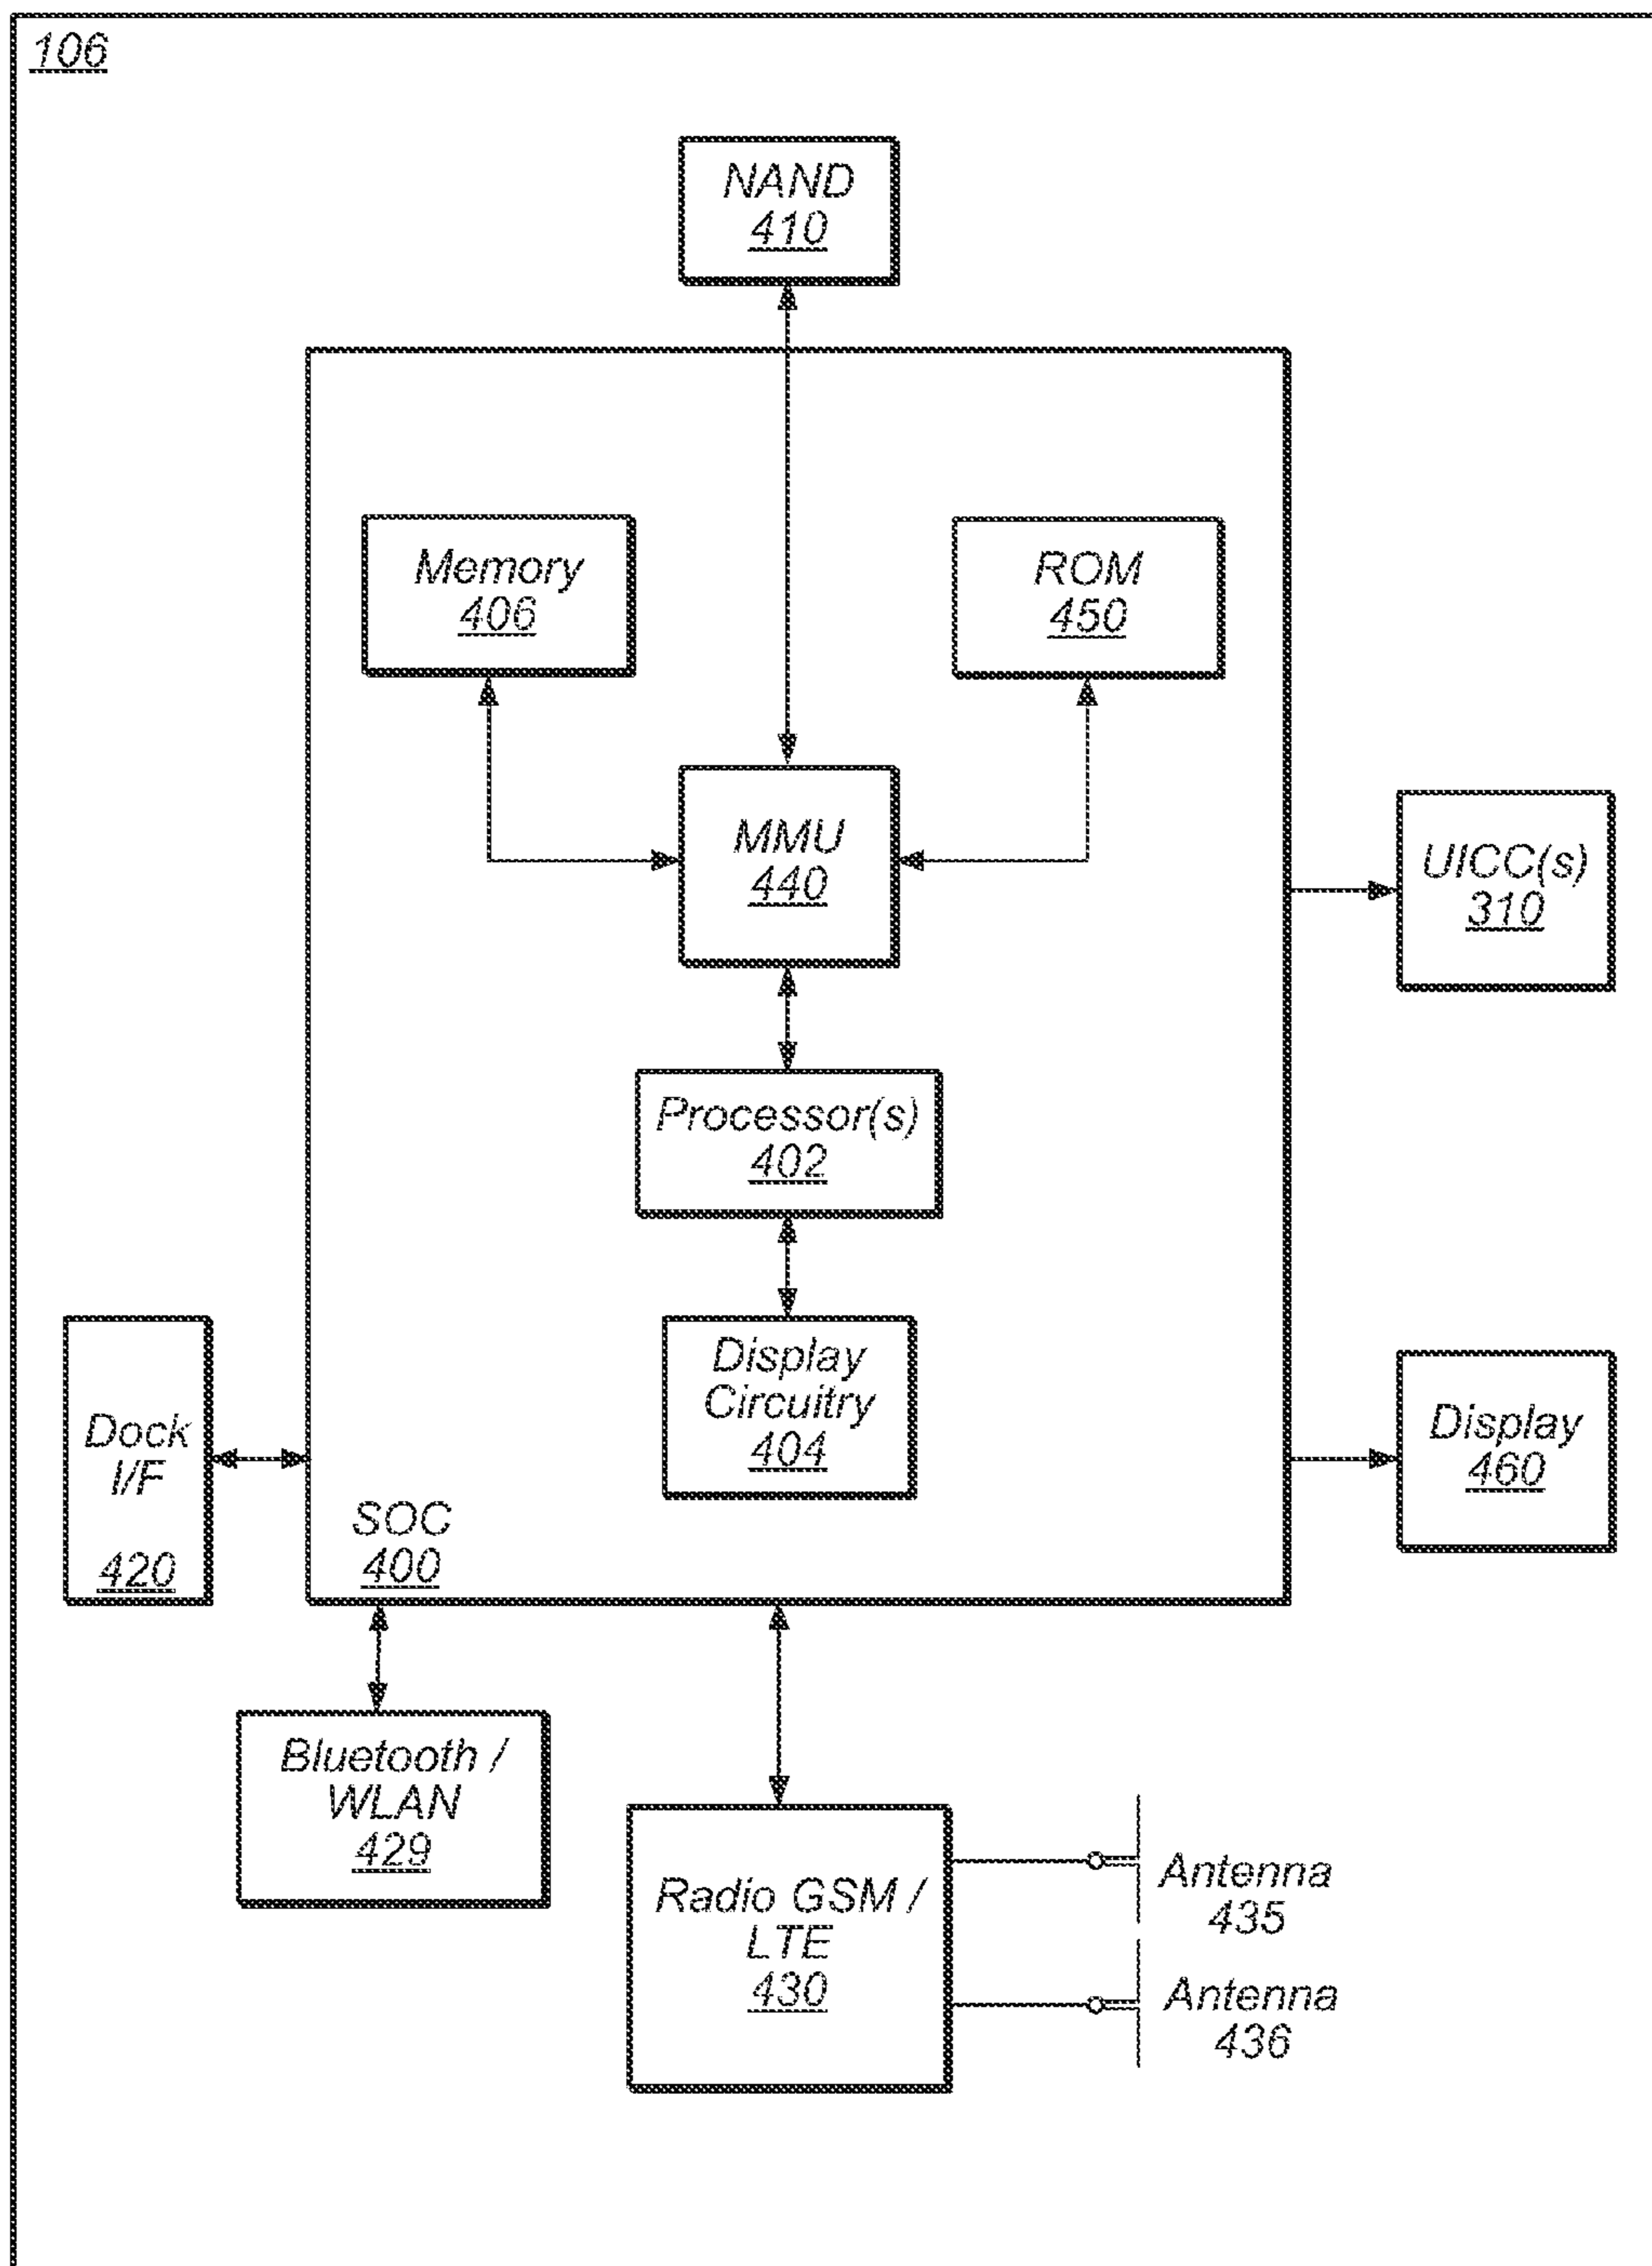 106
NAND
410
Memory
406
ROM
450
MMU
440
UICC(s)
310
Processor(s)
402
Display
Circuitry
404
Dock
I/F
420
Display
460
SOC
400
Bluetooth /
WLAN
429
Radio GSM /
LTE
430
Antenna
435
Antenna
436